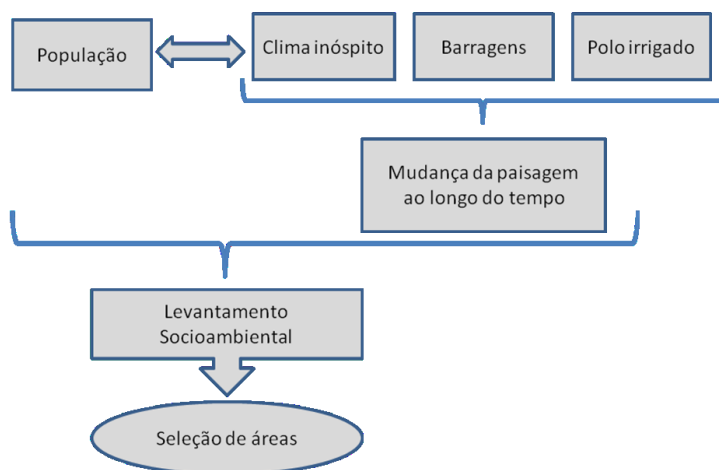 População
Clima inóspito
Barragens
Polo irrigado
Mudança da paisagem
ao longo do tempo
Levantamento
Socioambiental
Seleção de áreas